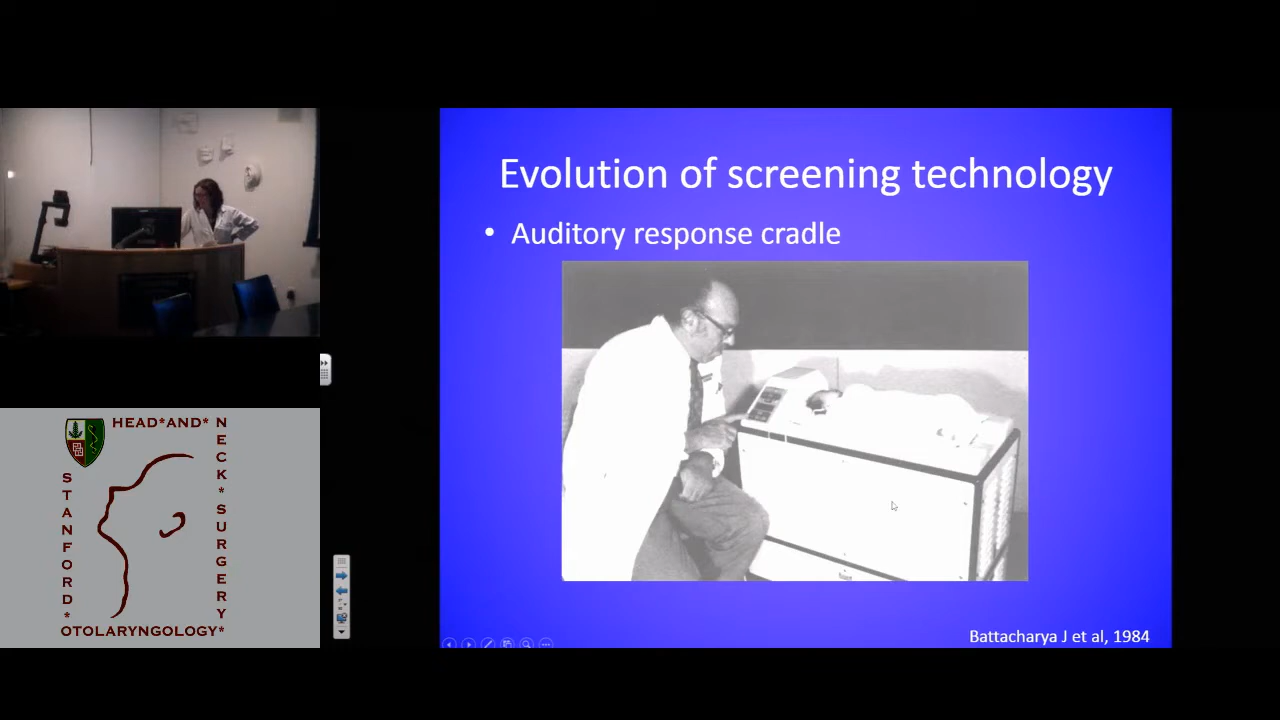 Evolution of screening technology
• Auditory response cradle
Battacharya J et al, 1984
HEAD*AND*
NECK*SURGERY
STANFORD*
OTOLARYNGOLOGY*